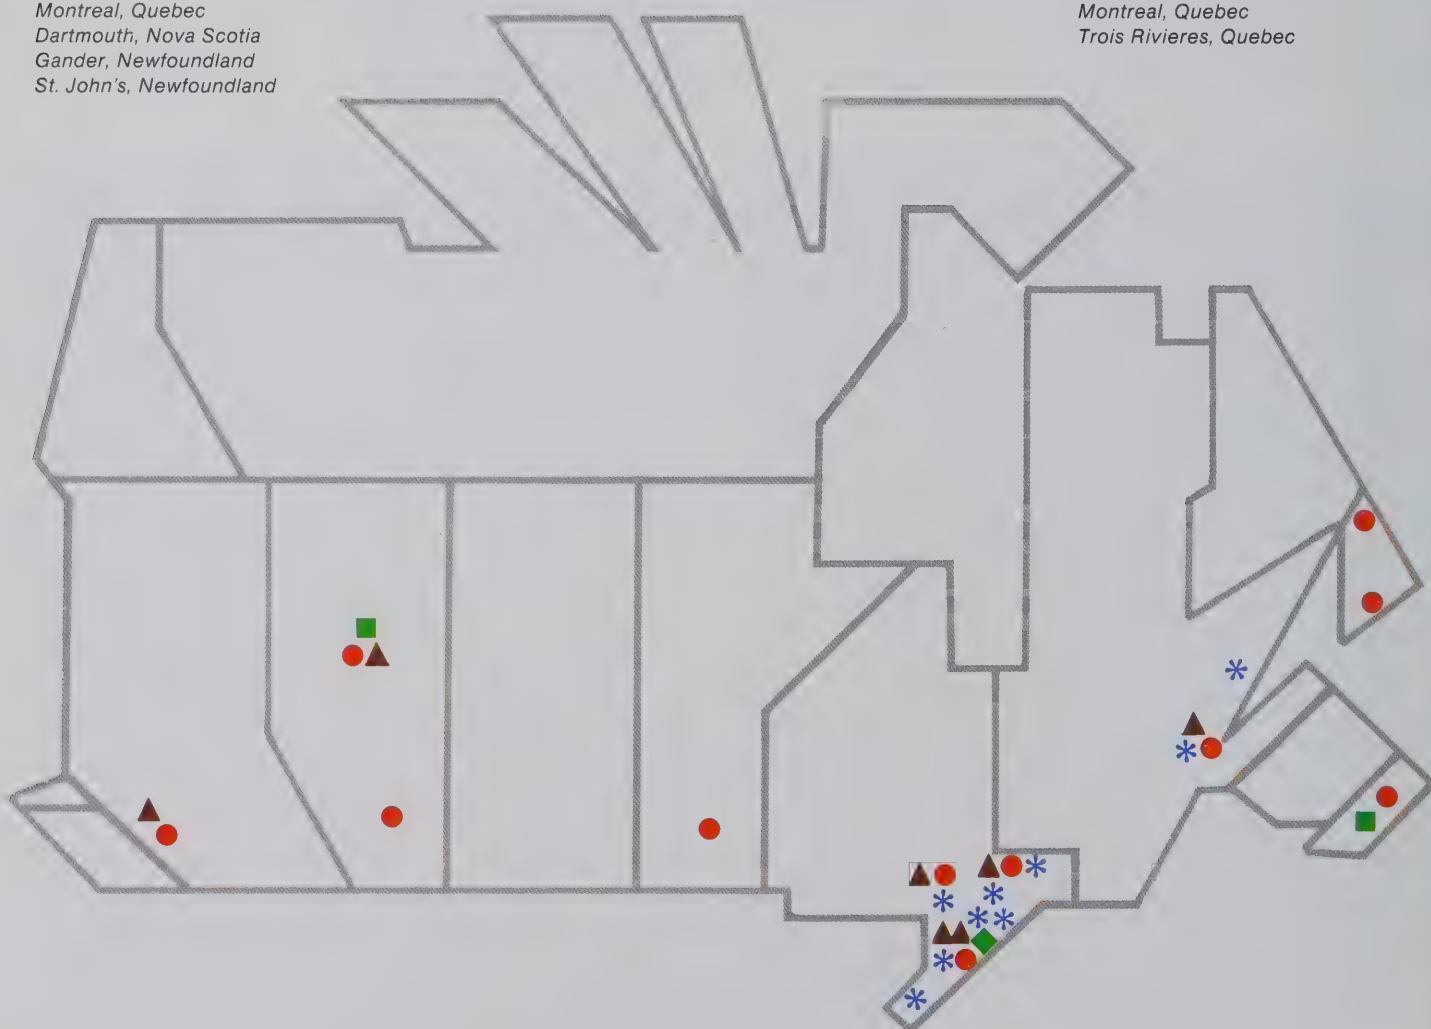 Montreal, Quebec
Dartmouth, Nova Scotia
Gander, Newfoundland
St. John's, Newfoundland
Montreal, Quebec
Trois Rivieres, Quebec